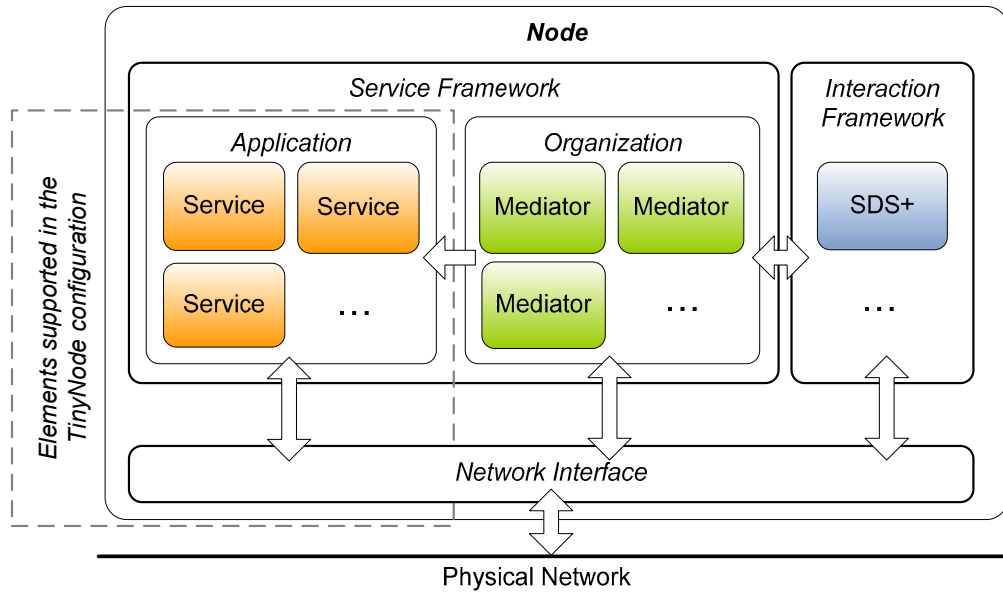 Node
Service Framework
Interaction
Framework
Elements supported in the
TinyNode configuration
Application
Service
Service
Service
...
Organization
Mediator
Mediator
Mediator
...
SDS+
...
Network Interface
Physical Network